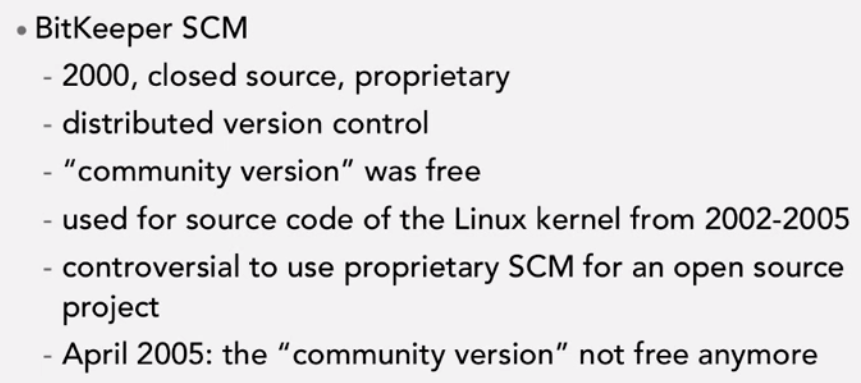 • BitKeeper SCM
- 2000, closed source, proprietary
- distributed version control
- “community version” was free
- used for source code of the Linux kernel from 2002-2005
- controversial to use proprietary SCM for an open source
project
- April 2005: the “community version” not free anymore